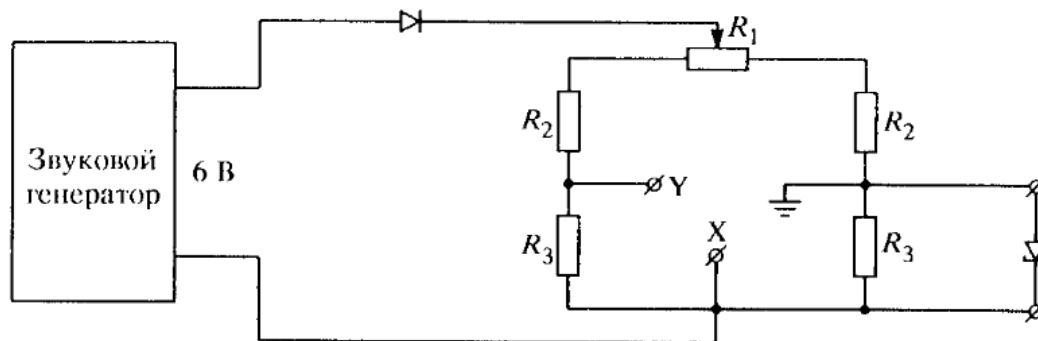 Звуковой
генератор
6 В
R1
R2
R2
Y
X
R3
R3